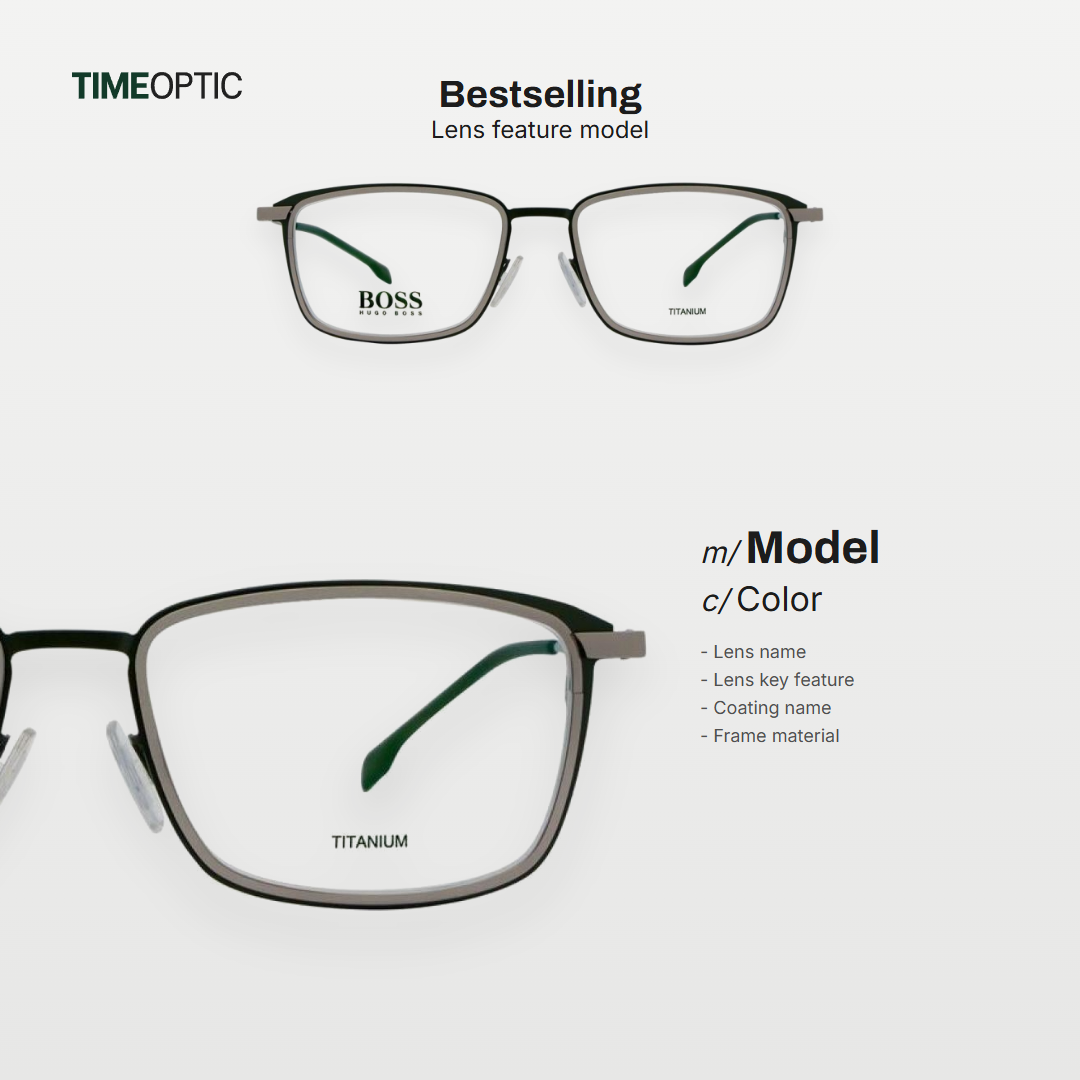 TIMEOPTIC
Bestselling
Lens feature model
BOSS
HUGO BOSS
TITANIUM
m/ Model
c/ Color
- Lens name
- Lens key feature
- Coating name
- Frame material
TITANIUM